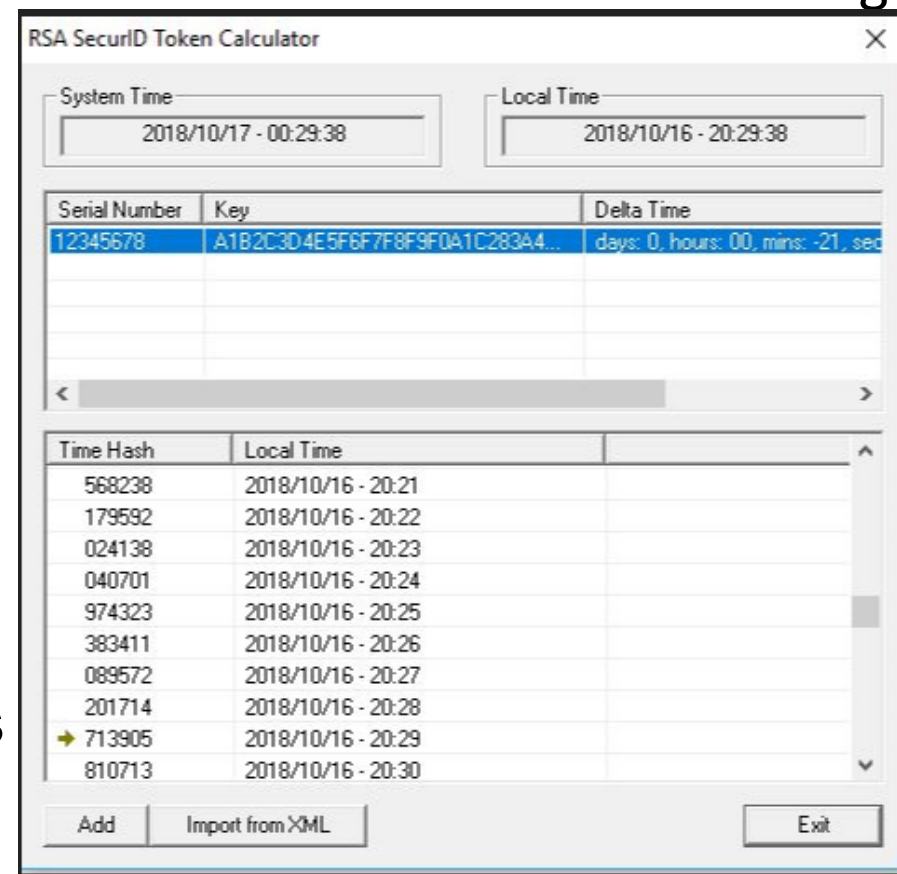 RSA SecurID Token Calculator
System Time
2018/10/17 - 00:29:38
Local Time
2018/10/16 - 20:29:38
Serial Number Key Delta Time
12345678 A1B2C3D4E5F6F7F8F9F0A1C283A4... days: 0, hours: 00, mins: -21, sec
Time Hash Local Time
568238 2018/10/16 - 20:21
179592 2018/10/16 - 20:22
024138 2018/10/16 - 20:23
040701 2018/10/16 - 20:24
974323 2018/10/16 - 20:25
383411 2018/10/16 - 20:26
089572 2018/10/16 - 20:27
201714 2018/10/16 - 20:28
713905 2018/10/16 - 20:29
810713 2018/10/16 - 20:30
Add Import from XML Exit